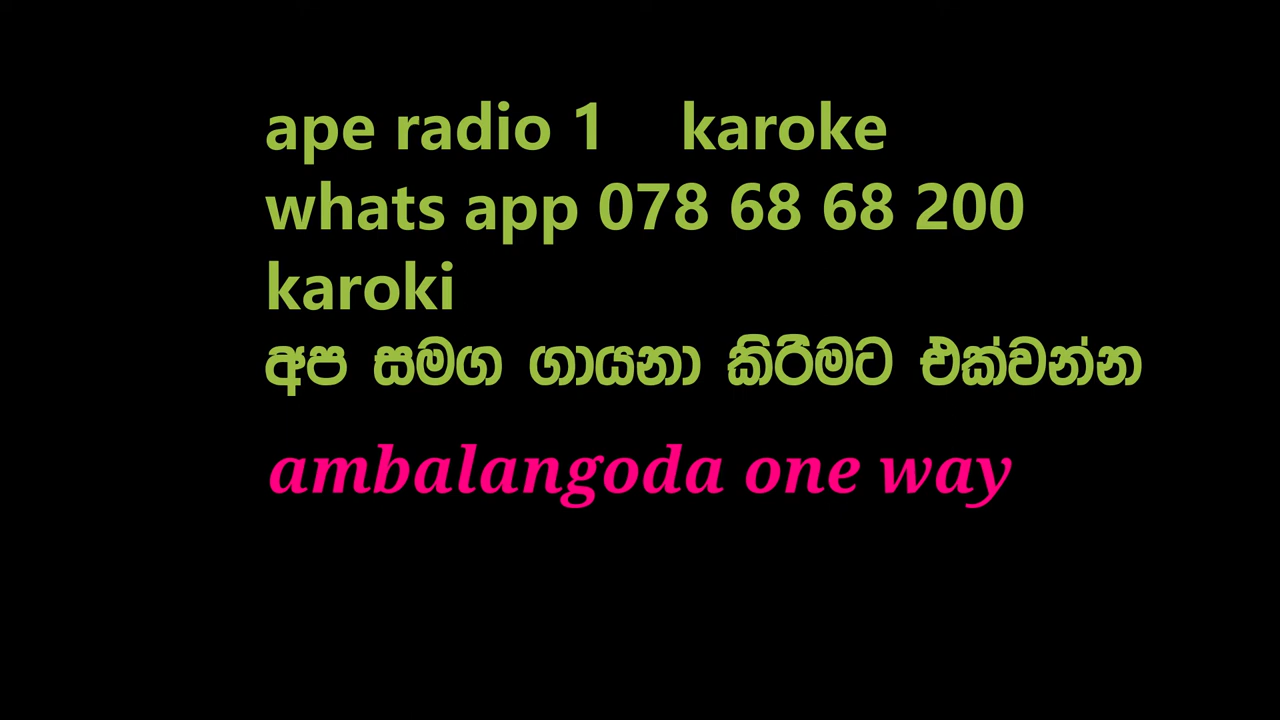 ape radio 1 karoke
whats app 078 68 68 200
karoki
අප සමග ගායනා කිරීමට එක්වන්න
ambalangoda one way